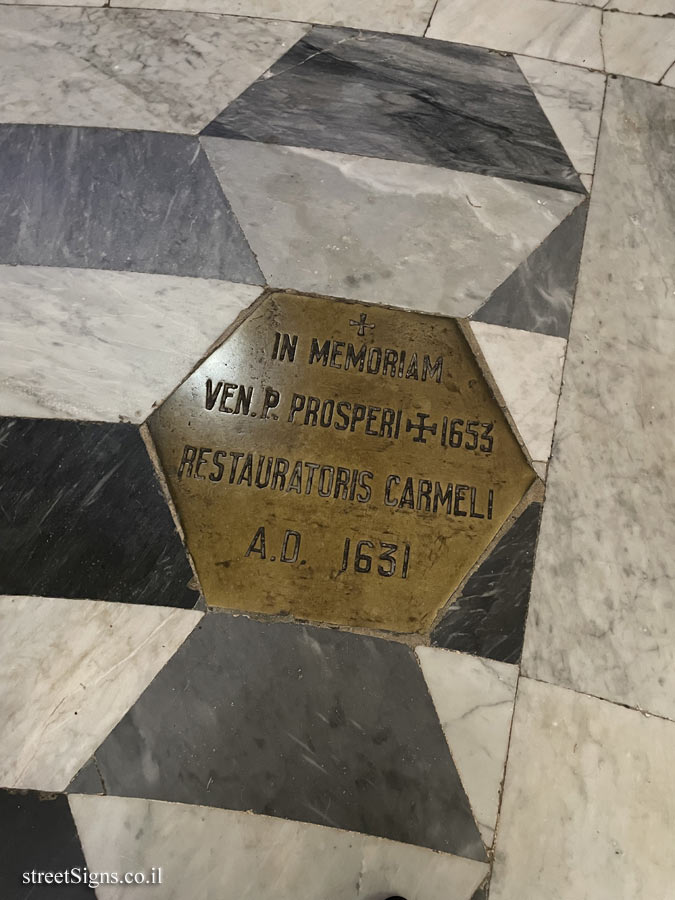 ✢
IN MEMORIAM
VEN. P. PROSPERI ✢ 1653
RESTAURATORIS CARMELI
A.D. 1631
streetSigns.co.il